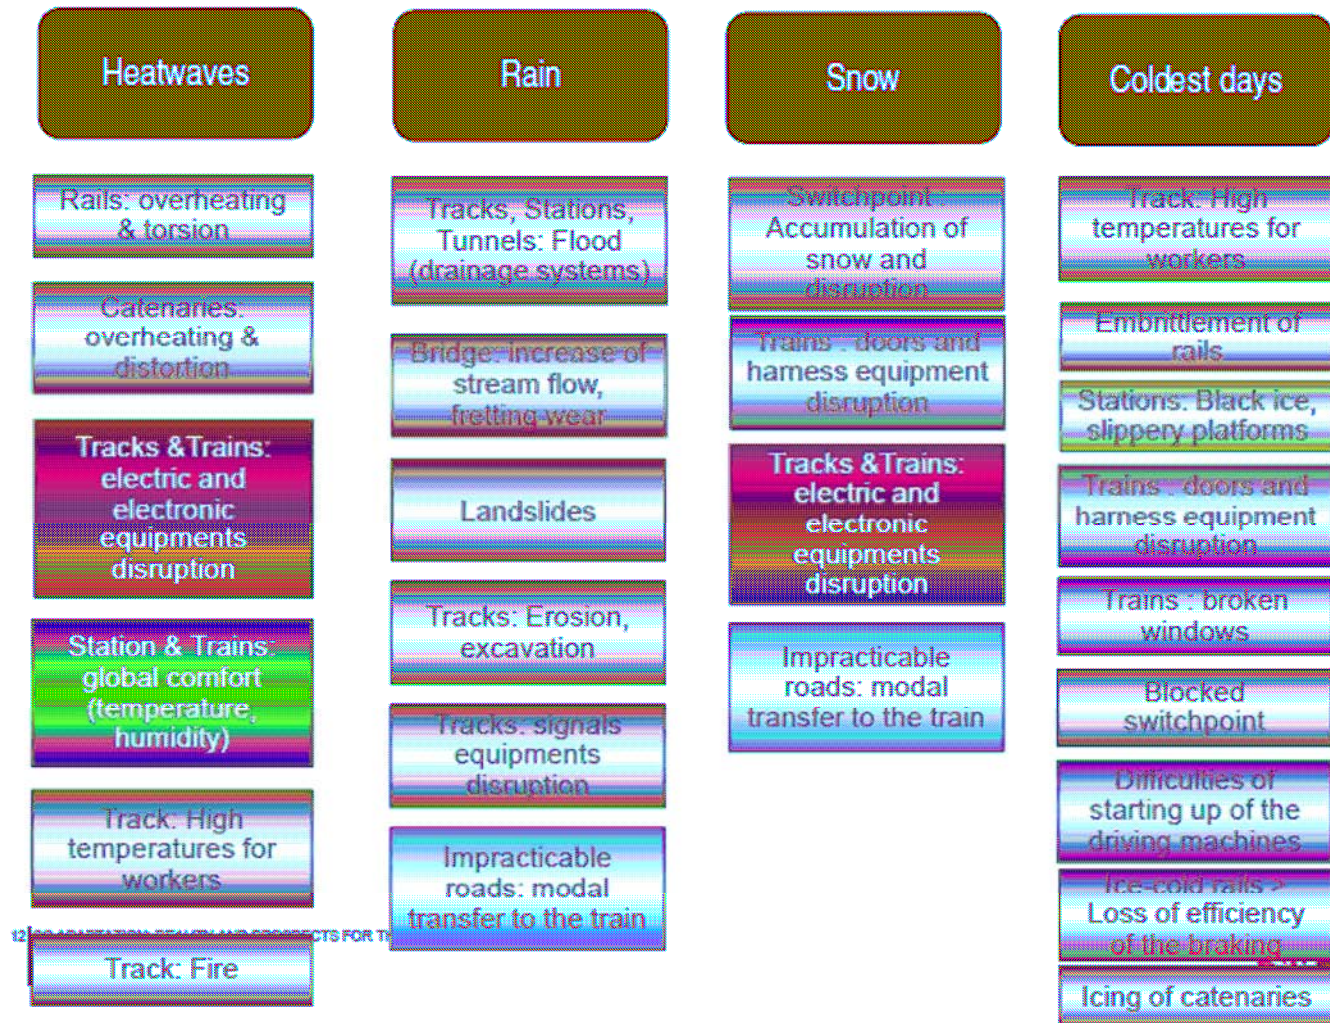 Heatwaves
Rails: overheating
& torsion
Catenaries:
overheating &
distortion
Tracks &Trains:
electric and
electronic
equipments
disruption
Station & Trains:
global comfort
(temperature,
humidity)
Track: High
temperatures for
workers
Track: Fire
Rain
Tracks, Stations,
Tunnels: Flood
(drainage systems)
Bridge: increase of
stream flow,
fretting wear
Landslides
Tracks: Erosion,
excavation
Tracks: signals
equipments
disruption
Impracticable
roads: modal
transfer to the train
Snow
Switchpoint :
Accumulation of
snow and
disruption
Trains : doors and
harness equipment
disruption
Tracks &Trains:
electric and
electronic
equipments
disruption
Impracticable
roads: modal
transfer to the train
Coldest days
Track: High
temperatures for
workers
Embrittlement of
rails
Stations. Black ice,
slippery platforms
Trains : doors and
harness equipment
disruption
Trains : broken
windows
Blocked
switchpoint
Difficulties of
starting up of the
driving machines
Ice-cold rails >
Loss of efficiency
of the braking
Icing of catenaries
12